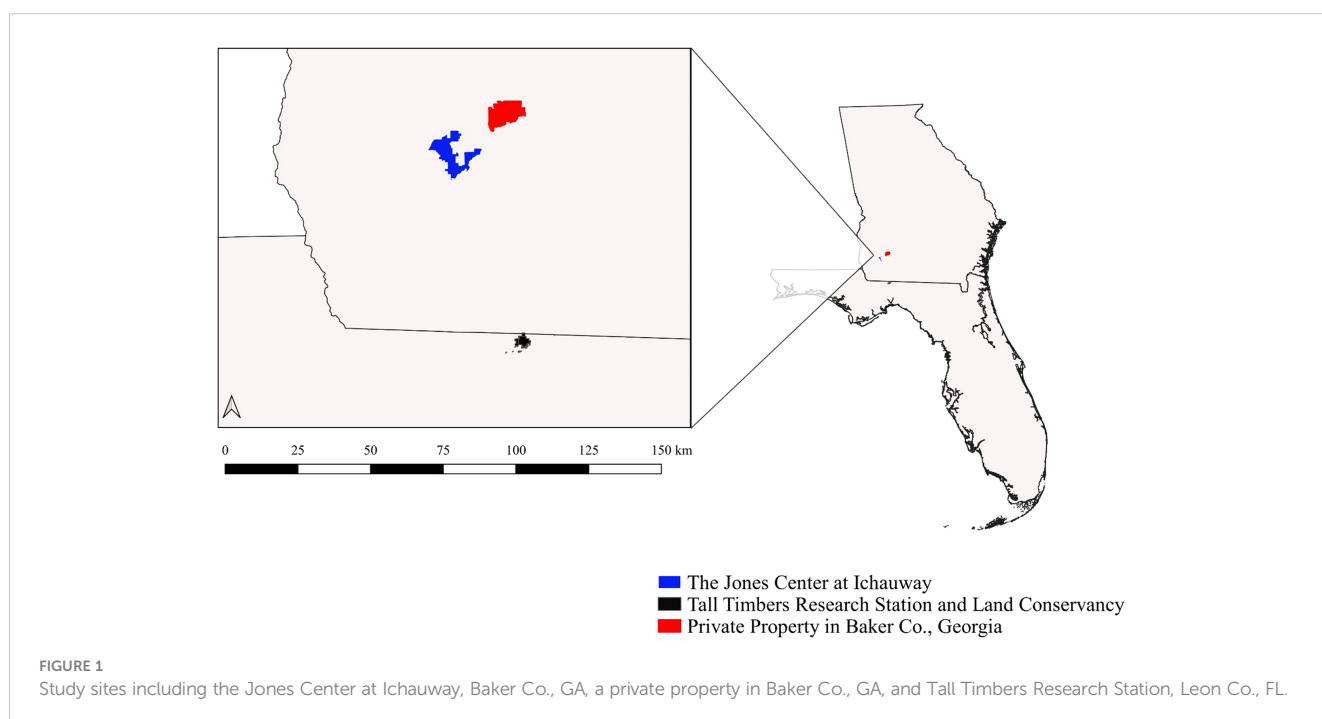 0 25 50 75 100 125 150 km
The Jones Center at Ichauway
Tall Timbers Research Station and Land Conservancy
Private Property in Baker Co., Georgia
FIGURE 1
Study sites including the Jones Center at Ichauway, Baker Co., GA, a private property in Baker Co., GA, and Tall Timbers Research Station, Leon Co., FL.